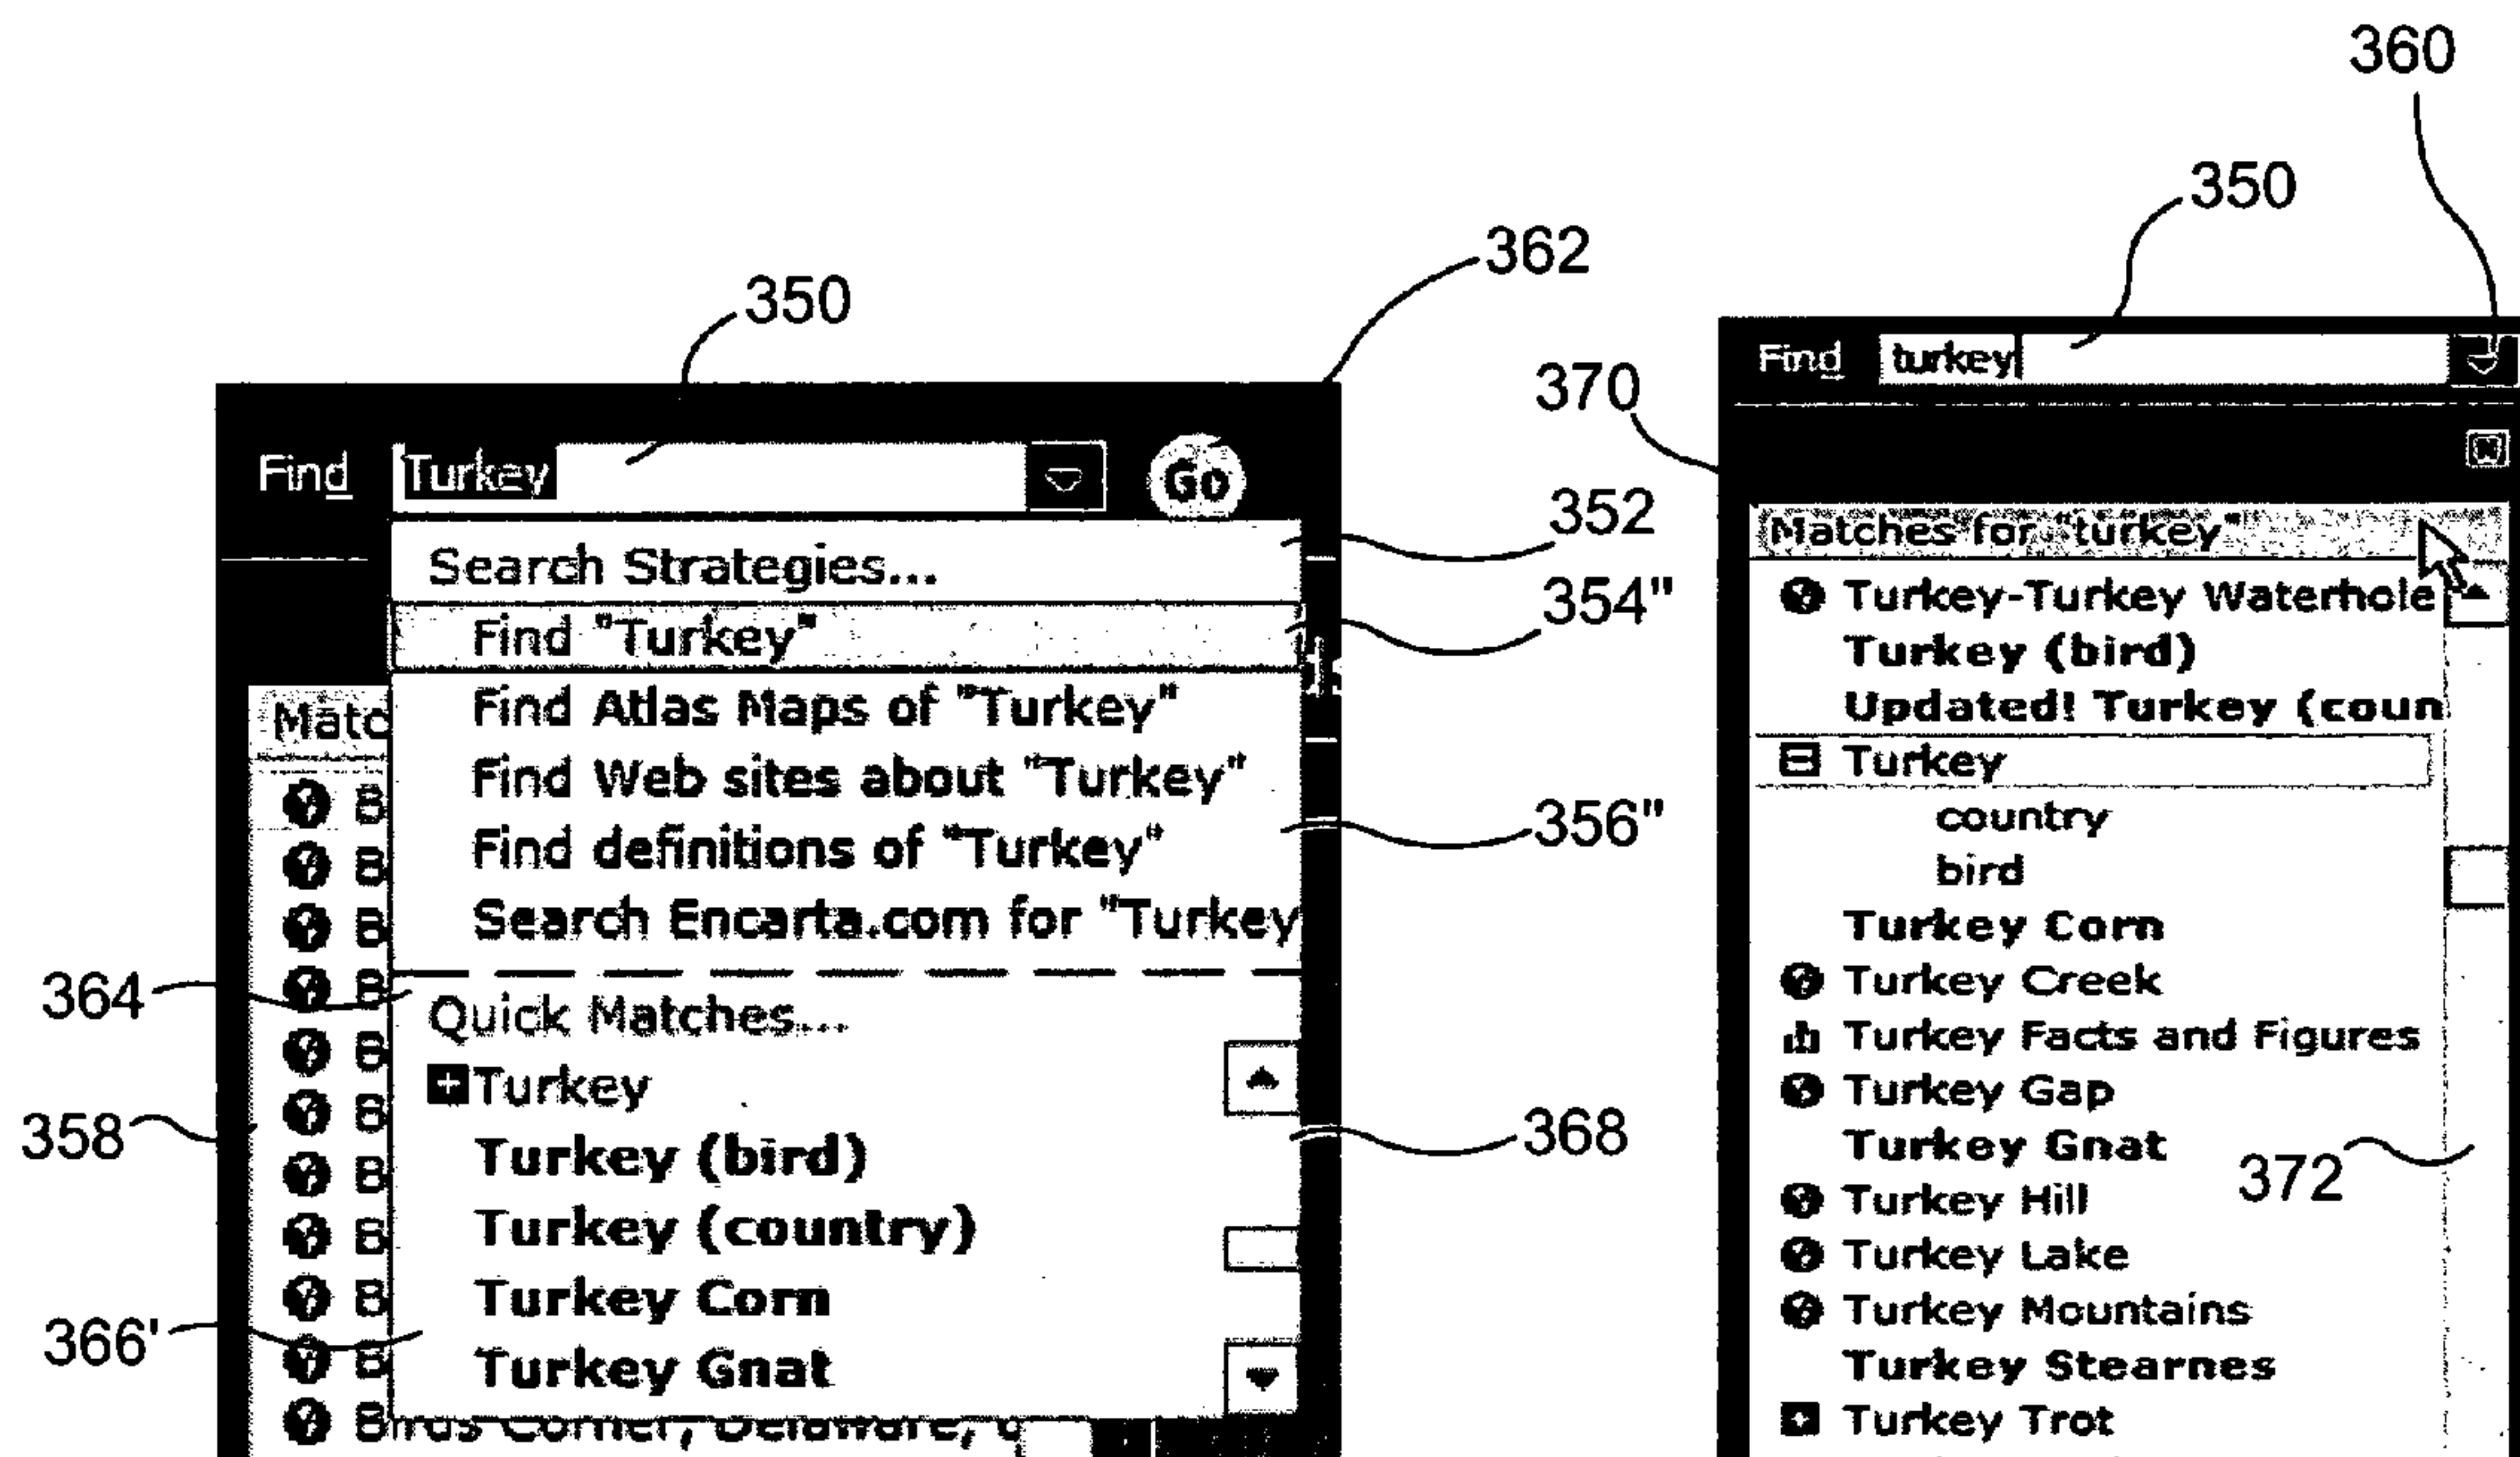 360
350
362
350
370
Find Turkey Go
352
Search Strategies...
354"
Find "Turkey"
Find Atlas Maps of "Turkey"
Find Web sites about "Turkey"
356"
Find definitions of "Turkey"
Search Encarta.com for "Turkey
Matc
B
B
B
B
B
B
B
B
B
B
364
Quick Matches...
Turkey
358
368
Turkey (bird)
Turkey (country)
Turkey Corn
366'
Turkey Gnat
B Corner, Delaware,
Find turkey
Matches for "turkey"
Turkey-Turkey Waterhole
Turkey (bird)
Updated! Turkey (coun
Turkey
country
bird
Turkey Corn
Turkey Creek
Turkey Facts and Figures
Turkey Gap
Turkey Gnat
372
Turkey Hill
Turkey Lake
Turkey Mountains
Turkey Stearnes
Turkey Trot